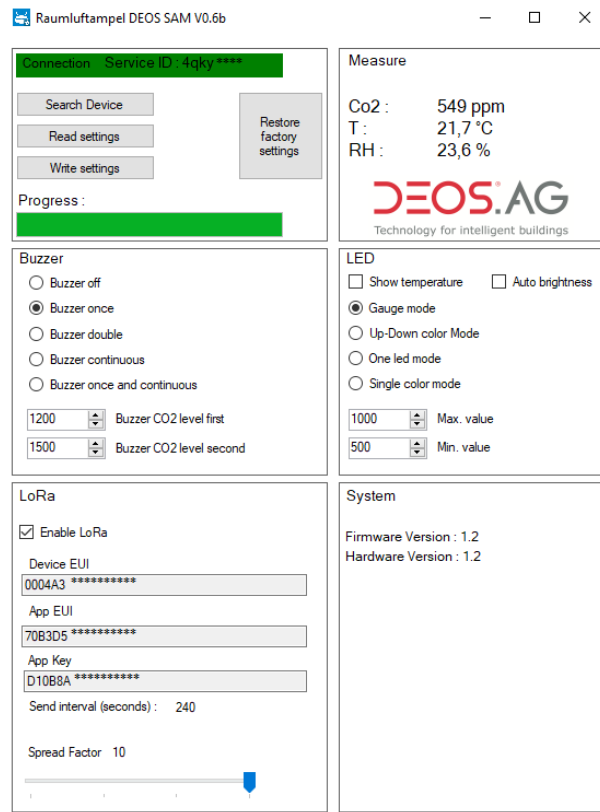 Raumluftampel DEOS SAM V0.6b
Connection Service ID : 4qky ****
Search Device
Read settings
Write settings
Restore
factory
settings
Progress :
Measure
Co2 : 549 ppm
T : 21,7 °C
RH : 23,6 %
DEOS.AG
Technology for intelligent buildings
Buzzer
Buzzer off
Buzzer once
Buzzer double
Buzzer continuous
Buzzer once and continuous
1200 Buzzer CO2 level first
1500 Buzzer CO2 level second
LED
Show temperature Auto brightness
Gauge mode
Up-Down color Mode
One led mode
Single color mode
1000 Max. value
500 Min. value
LoRa
Enable LoRa
Device EUI
0004A3 **********
App EUI
70B3D5 **********
App Key
D10B8A **********
Send interval (seconds) : 240
Spread Factor 10
System
Firmware Version : 1.2
Hardware Version : 1.2